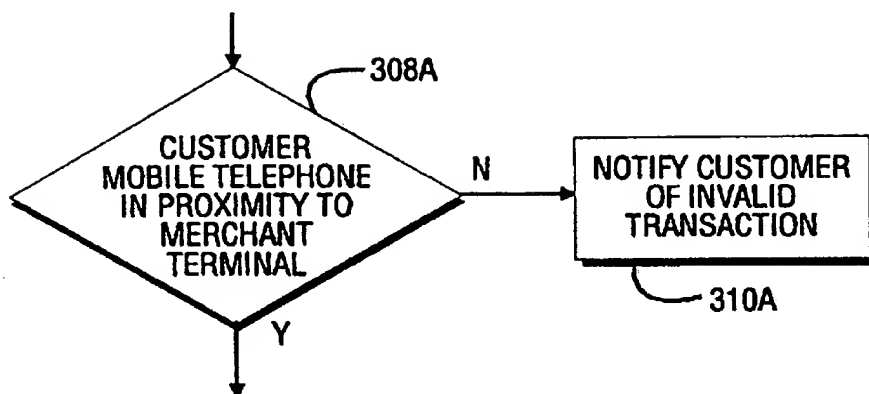 308A
CUSTOMER
MOBILE TELEPHONE
IN PROXIMITY TO
MERCHANT
TERMINAL
N
NOTIFY CUSTOMER
OF INVALID
TRANSACTION
310A
Y